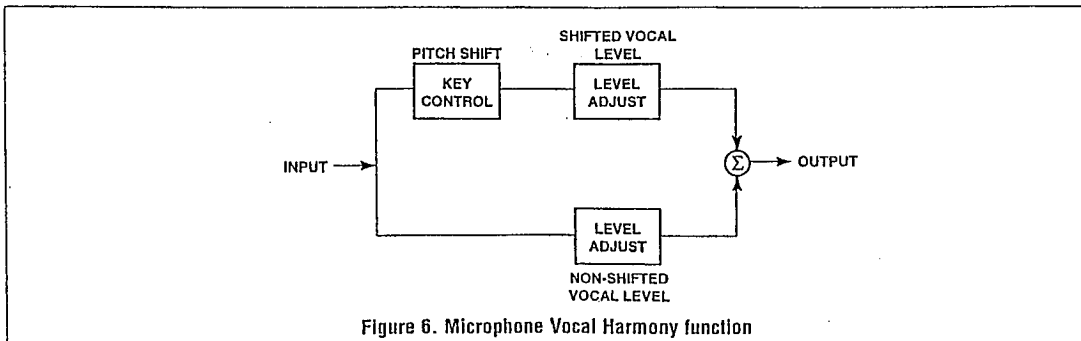 PITCH SHIFT
SHIFTED VOCAL
LEVEL
KEY
CONTROL
LEVEL
ADJUST
INPUT
Σ
OUTPUT
LEVEL
ADJUST
NON-SHIFTED
VOCAL LEVEL
Figure 6. Microphone Vocal Harmony function